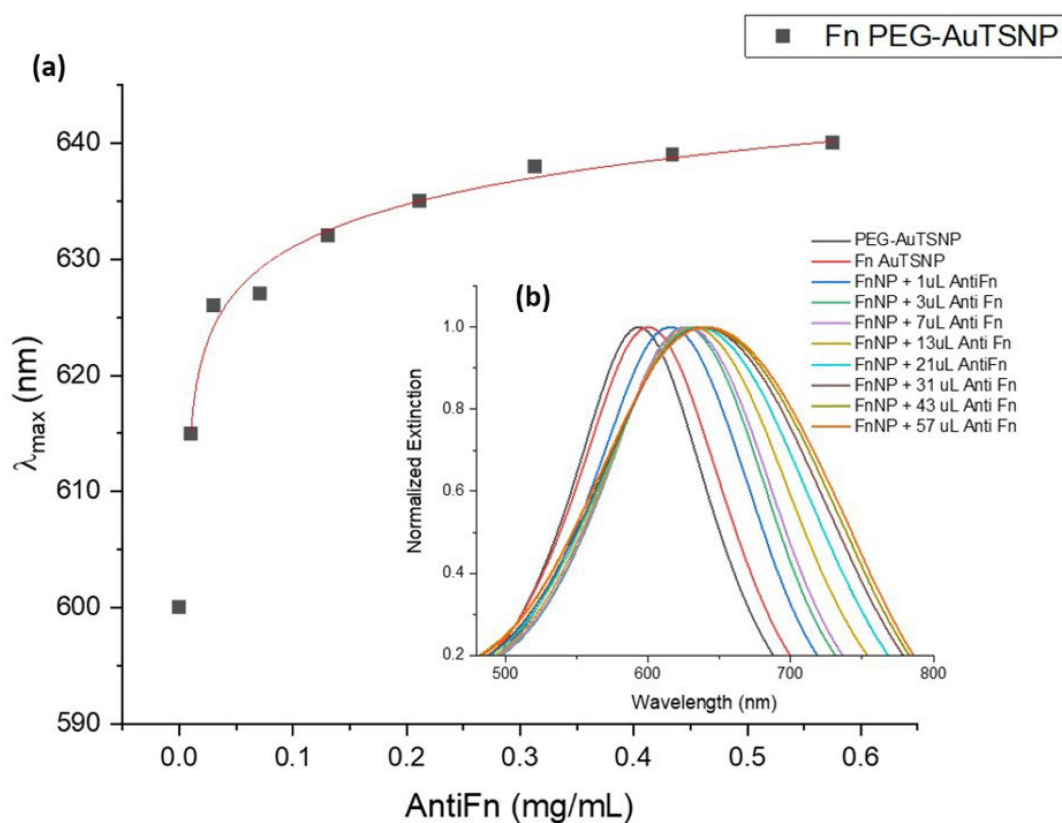 Fn PEG-AuTSNP
(a)
640
630
620
610
600
590
λmax (nm)
0.0 0.1 0.2 0.3 0.4 0.5 0.6
AntiFn (mg/mL)
(b)
PEG-AuTSNP
Fn AuTSNP
FnNP + 1uL AntiFn
FnNP + 3uL Anti Fn
FnNP + 7uL Anti Fn
FnNP + 13uL Anti Fn
FnNP + 21uL AntiFn
FnNP + 31 uL Anti Fn
FnNP + 43 uL Anti Fn
FnNP + 57 uL Anti Fn
1.0
0.8
0.6
0.4
0.2
Normalized Extinction
500 600 700 800
Wavelength (nm)